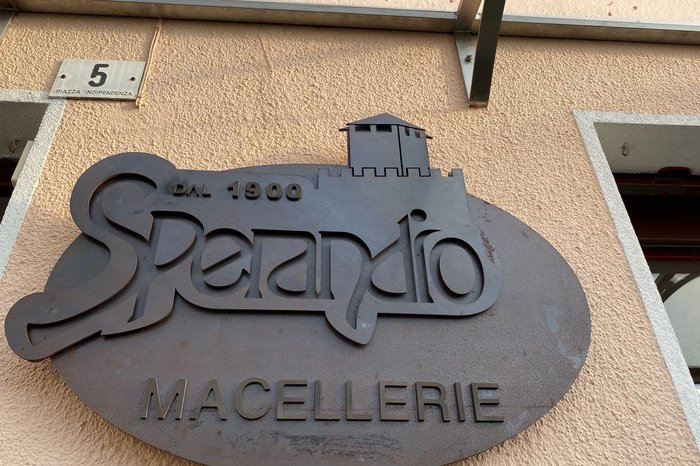 5
PIAZZA INDIPENDENZA
DAL 1900
Sperandio
MACELLERIE